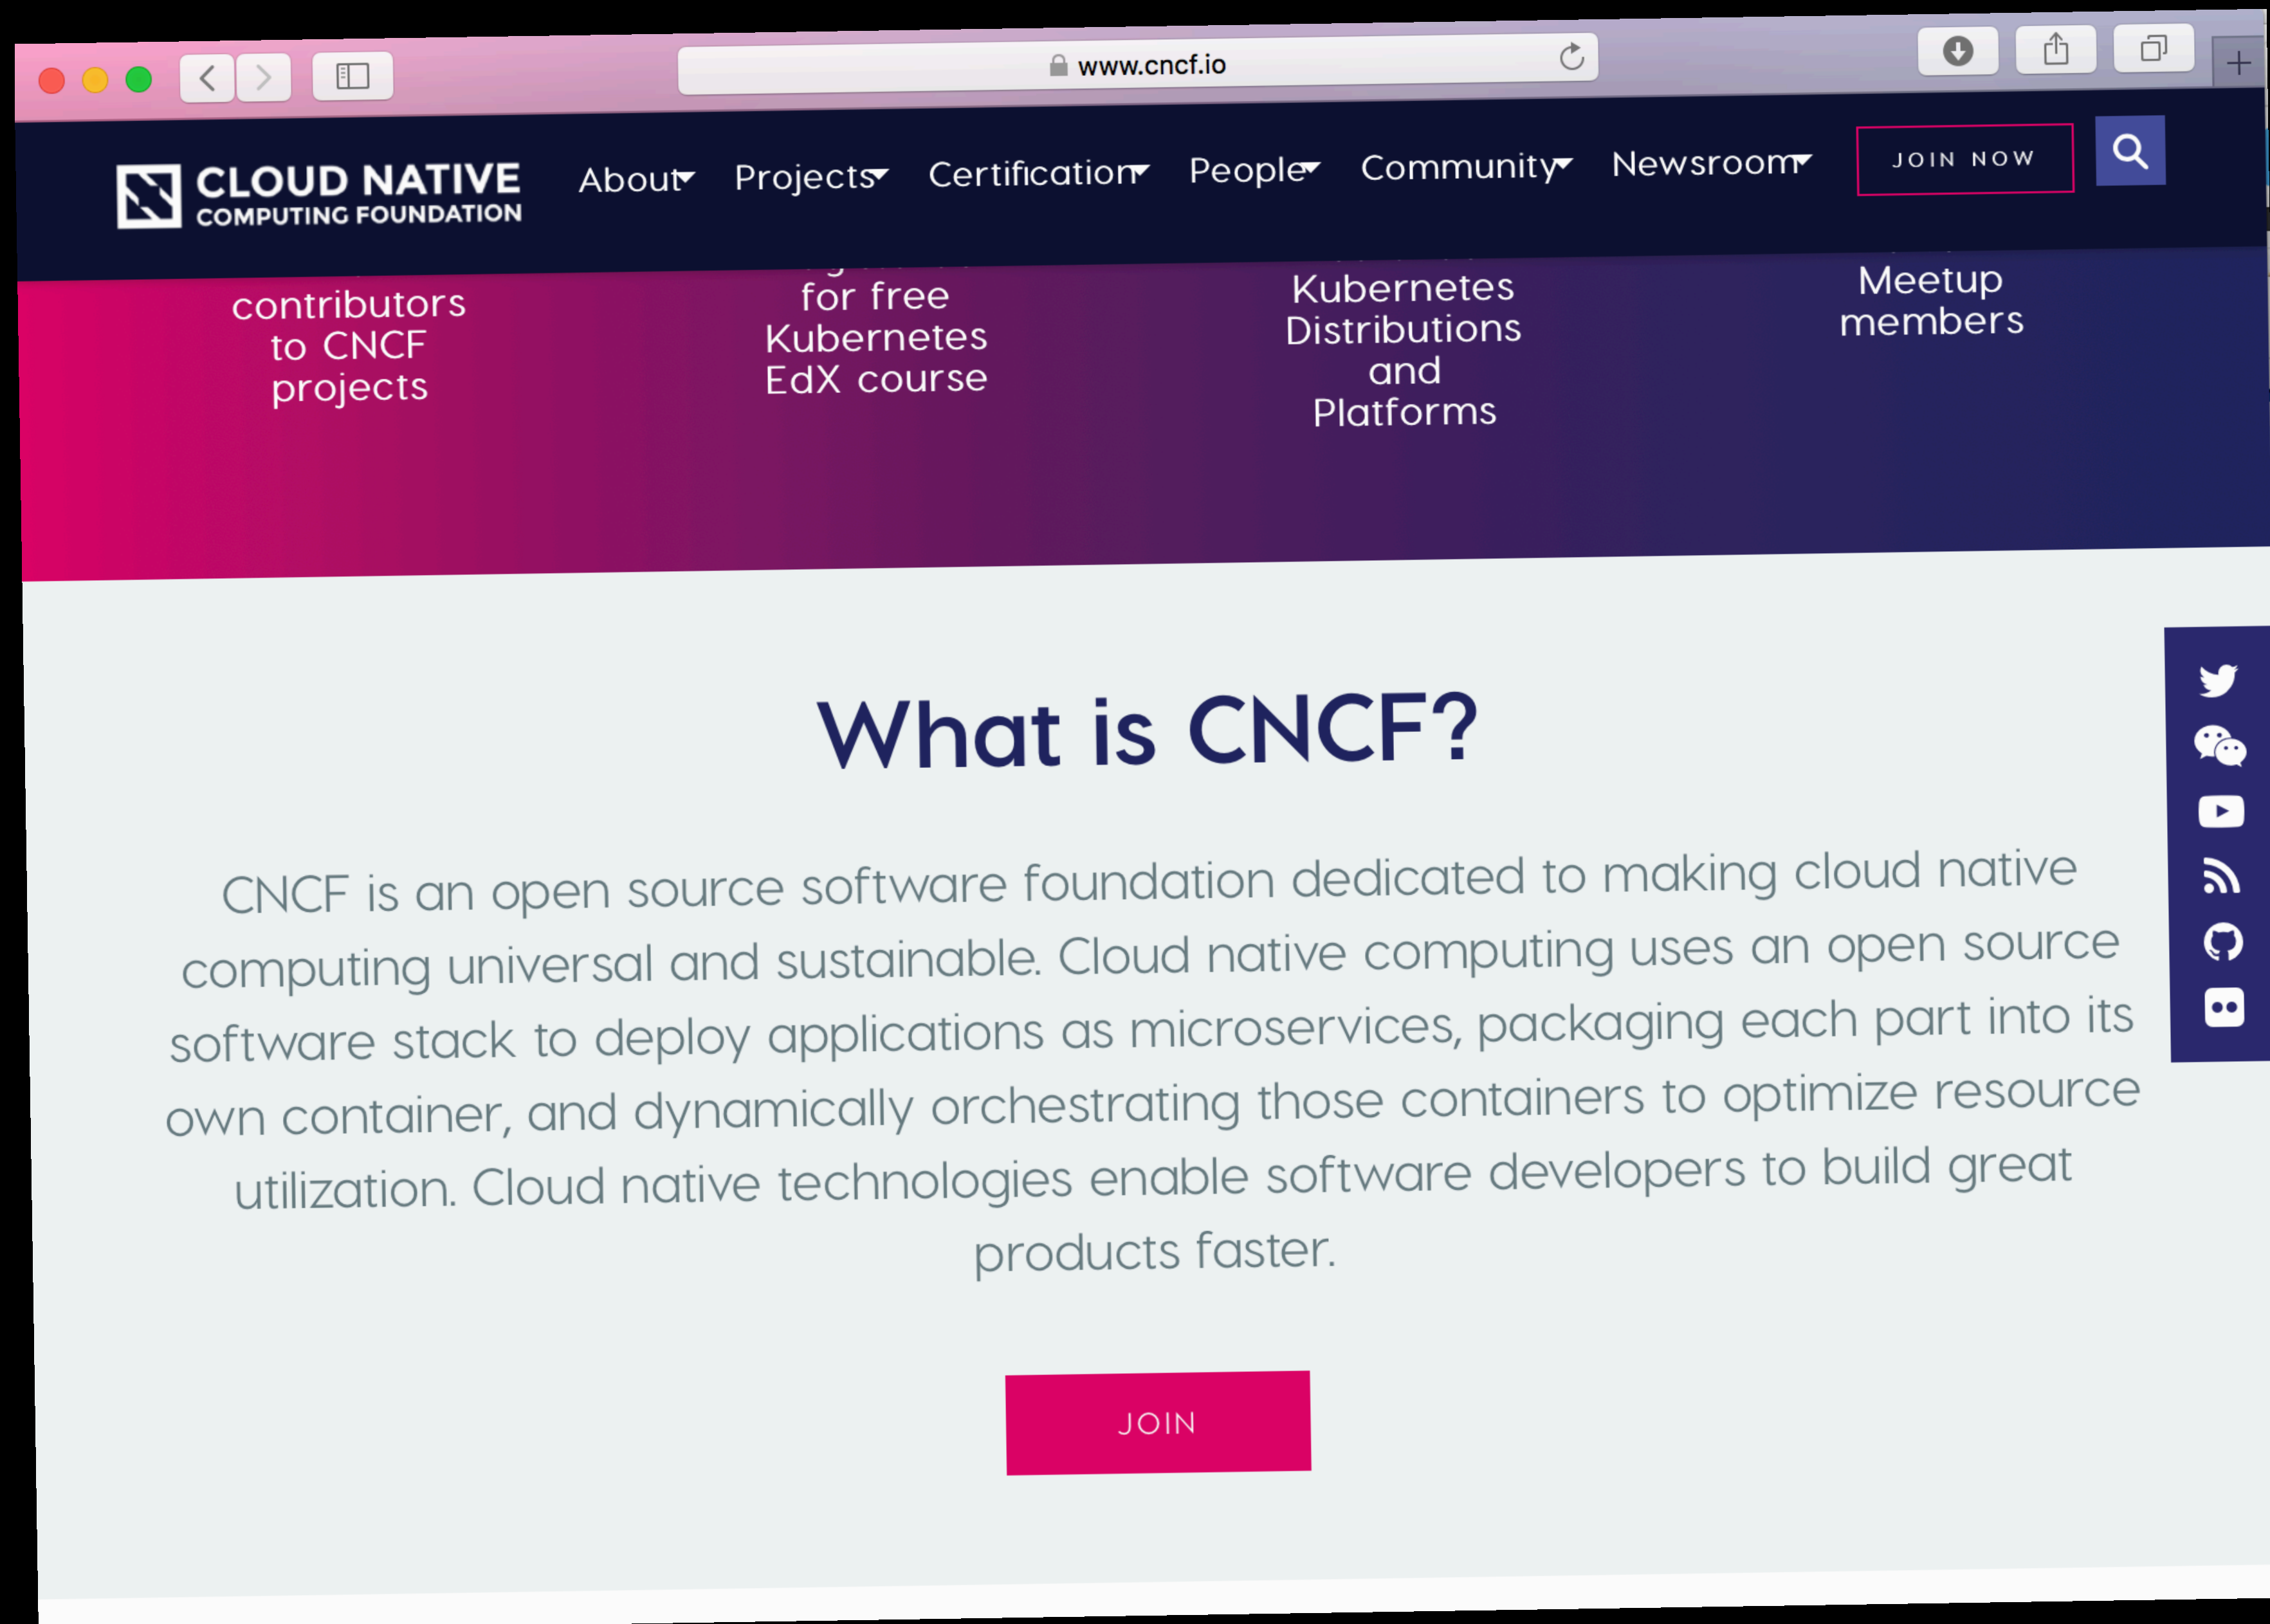 www.cncf.io
CLOUD NATIVE
COMPUTING FOUNDATION
About Projects Certification People Community Newsroom JOIN NOW
contributors
to CNCF
projects
for free
Kubernetes
EdX course
Kubernetes
Distributions
and
Platforms
Meetup
members
What is CNCF?
CNCF is an open source software foundation dedicated to making cloud native
computing universal and sustainable. Cloud native computing uses an open source
software stack to deploy applications as microservices, packaging each part into its
own container, and dynamically orchestrating those containers to optimize resource
utilization. Cloud native technologies enable software developers to build great
products faster.
JOIN